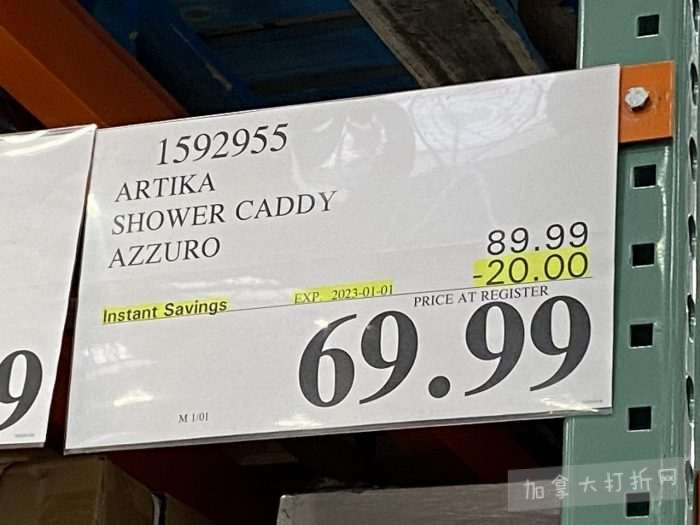 1592955
ARTIKA
SHOWER CADDY
AZZURO
89.99
-20.00
Instant Savings EXP. 2023-01-01
PRICE AT REGISTER
69.99
M 1/01
9
加拿大打折网